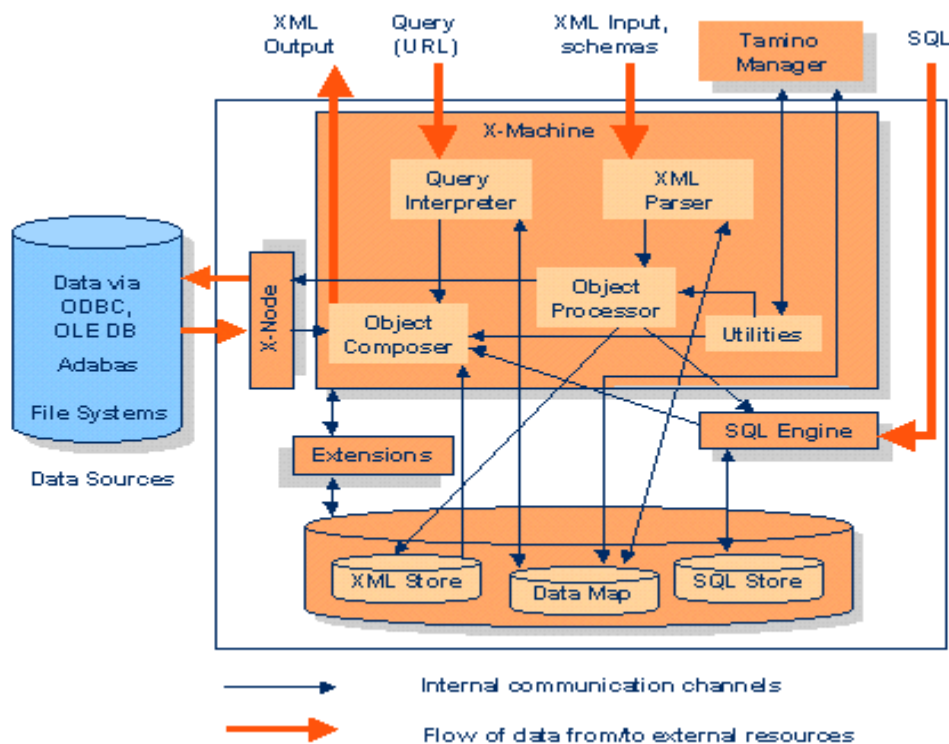 XML
Output
Query
(URL)
XML Input,
schemas
Tamino
Manager
SQL
X-Machine
Query
Interpreter
XML
Parser
Data via
ODBC,
OLE DB
Adabas
File Systems
Data Sources
X-Node
Object
Composer
Object
Processor
Utilities
Extensions
SQL Engine
XML Store
Data Map
SQL Store
Internal communication channels
Flow of data from/to external resources